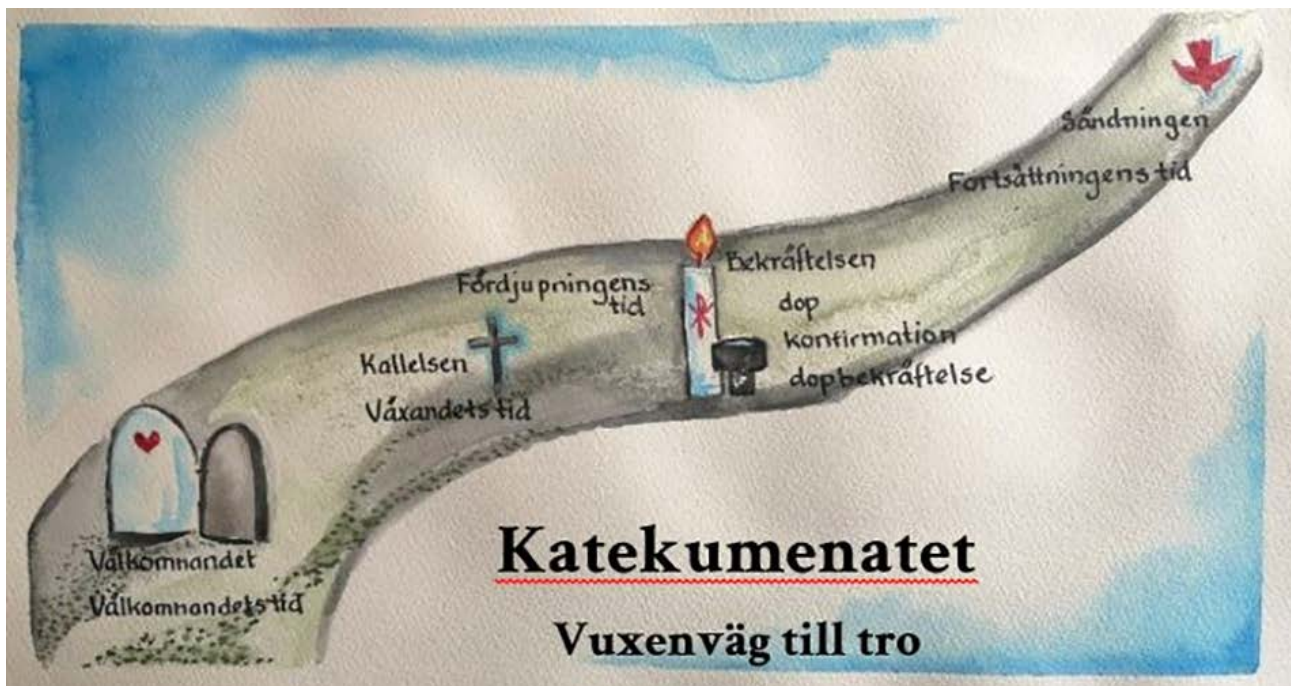 Välkomnandet
Välkomnandets tid
Kallelsen
Växandets tid
Fördjupningens
tid
Bekräftelsen
dop
konfirmation
dopbekräftelse
Sändningen
Fortsättningens tid
Katekumenatet
Vuxenväg till tro